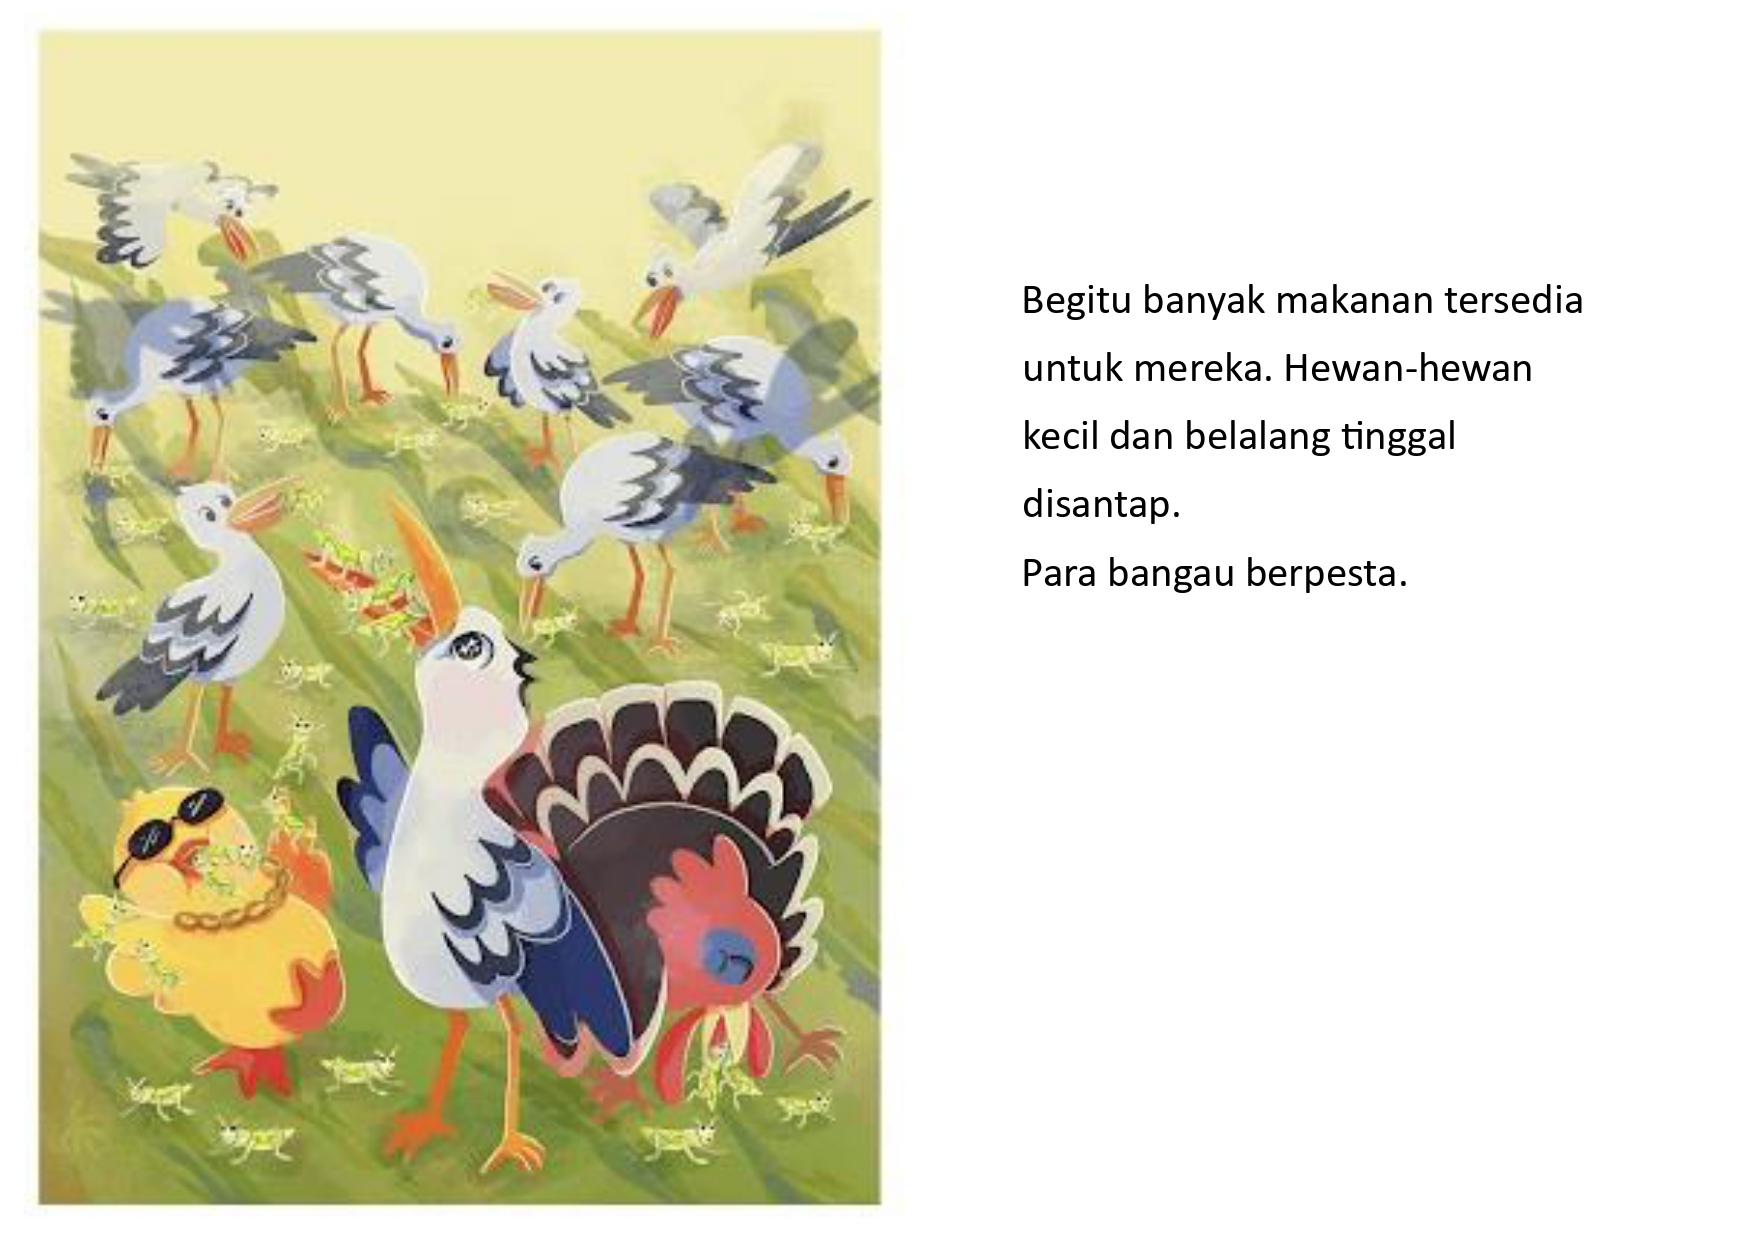 Begitu banyak makanan tersedia
untuk mereka. Hewan-hewan
kecil dan belalang tinggal
disantap.
Para bangau berpesta.